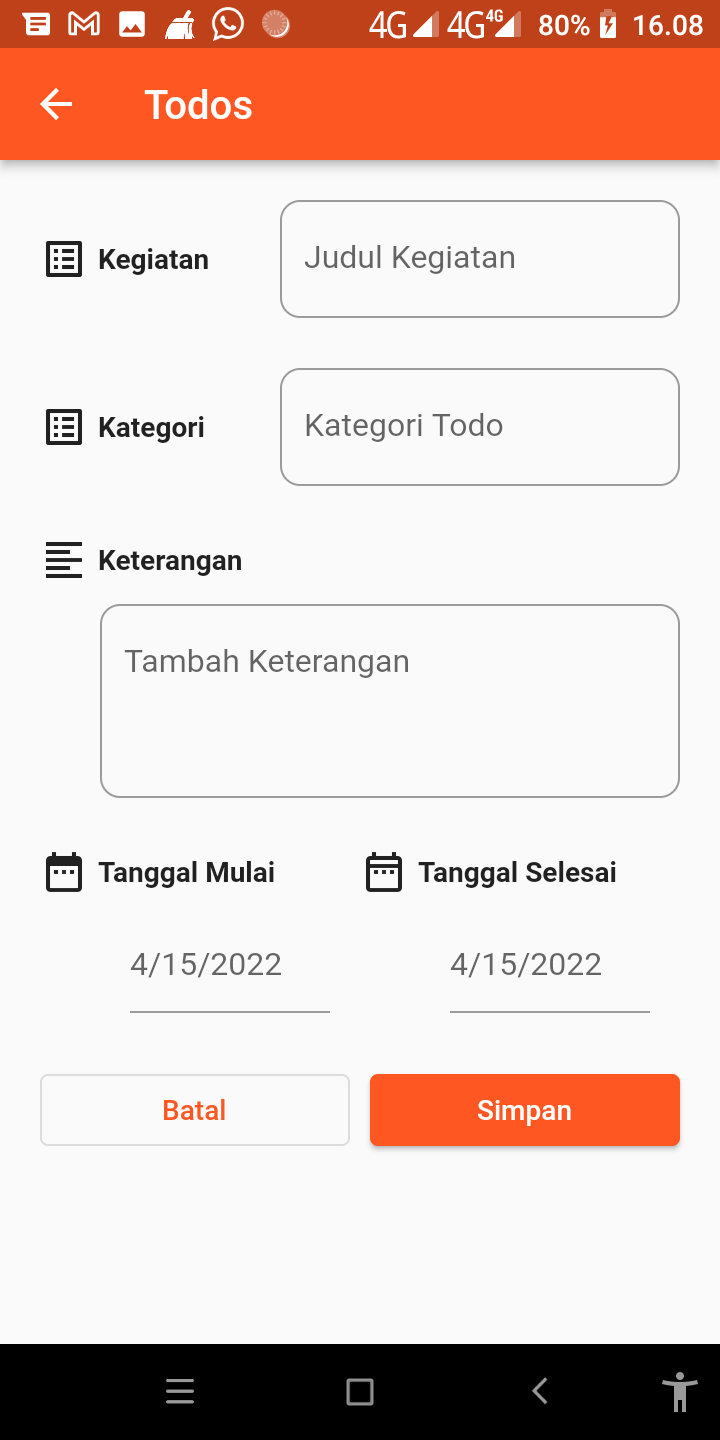 4G 4G 4G 80% 16.08
Todos
Kegiatan
Judul Kegiatan
Kategori
Kategori Todo
Keterangan
Tambah Keterangan
Tanggal Mulai Tanggal Selesai
4/15/2022 4/15/2022
Batal Simpan